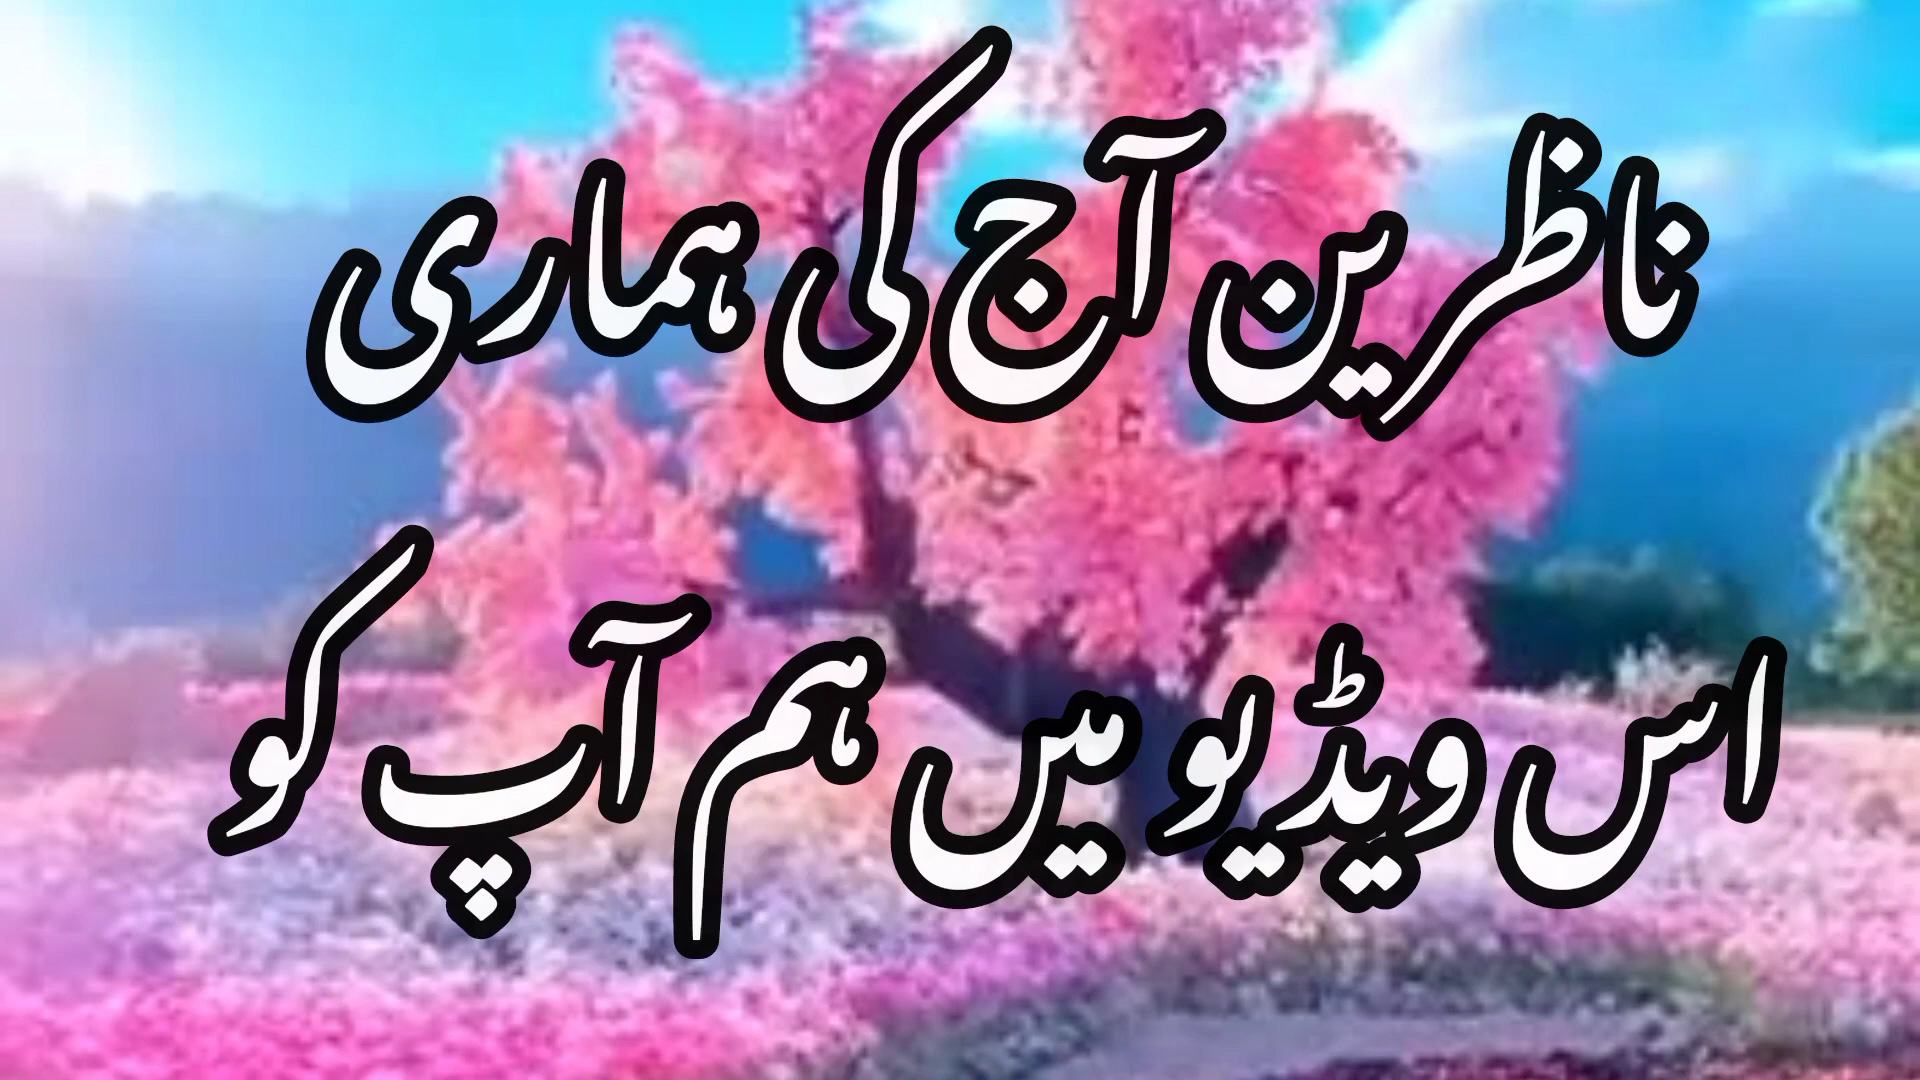 ناظرین آج کی ہماری
اس ویڈیو میں ہم آپ کو